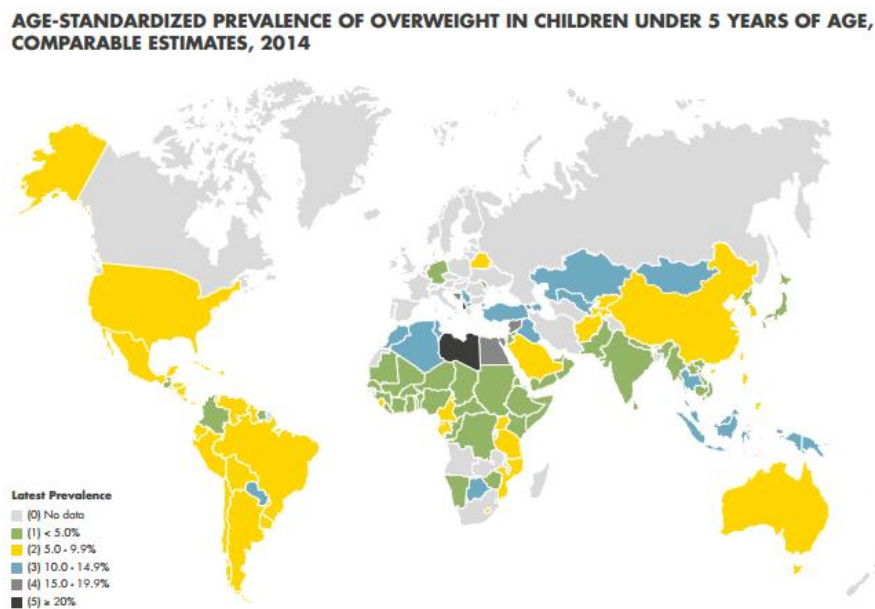 AGE-STANDARDIZED PREVALENCE OF OVERWEIGHT IN CHILDREN UNDER 5 YEARS OF AGE,
COMPARABLE ESTIMATES, 2014
Latest Prevalence
(0) No data
(1) < 5.0%
(2) 5.0 - 9.9%
(3) 10.0 - 14.9%
(4) 15.0 - 19.9%
(5) ≥ 20%